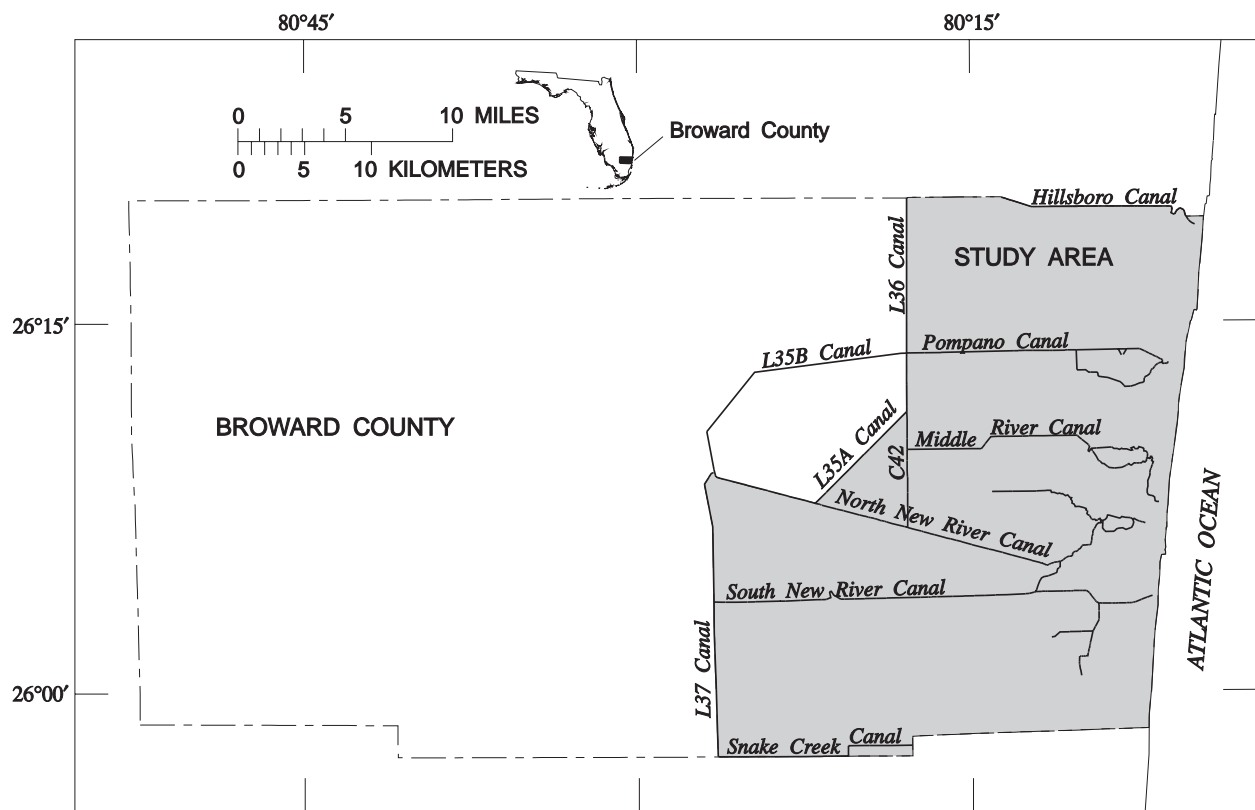 80°45′ 80°15′
0 5 10 MILES
0 5 10 KILOMETERS
Broward County
Hillsboro Canal
STUDY AREA
L36 Canal
26°15′
Pompano Canal
L35B Canal
BROWARD COUNTY
L35A Canal
C42
Middle River Canal
North New River Canal
ATLANTIC OCEAN
South New River Canal
L37 Canal
26°00′
Snake Creek Canal